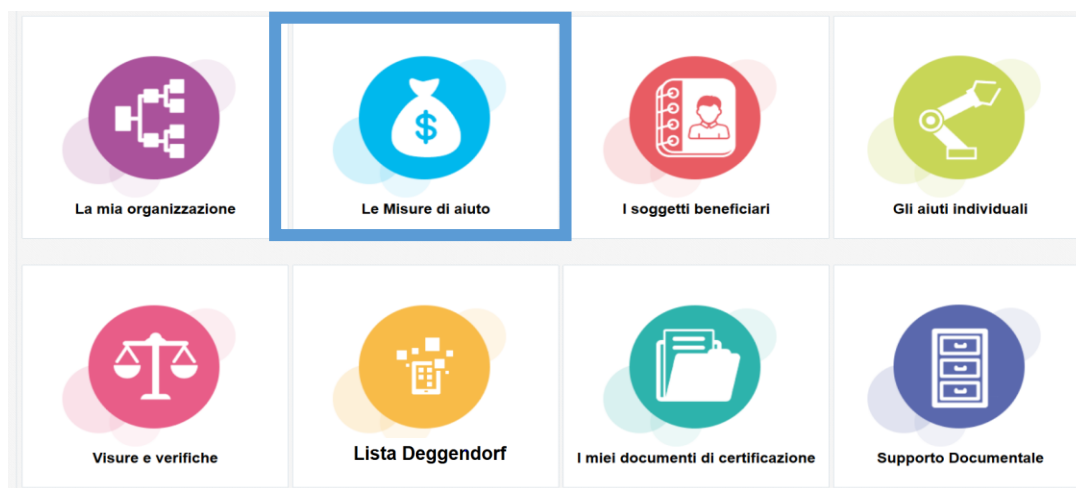 $
La mia organizzazione
Le Misure di aiuto
I soggetti beneficiari
Gli aiuti individuali
Visure e verifiche
Lista Deggendorf
I miei documenti di certificazione
Supporto Documentale